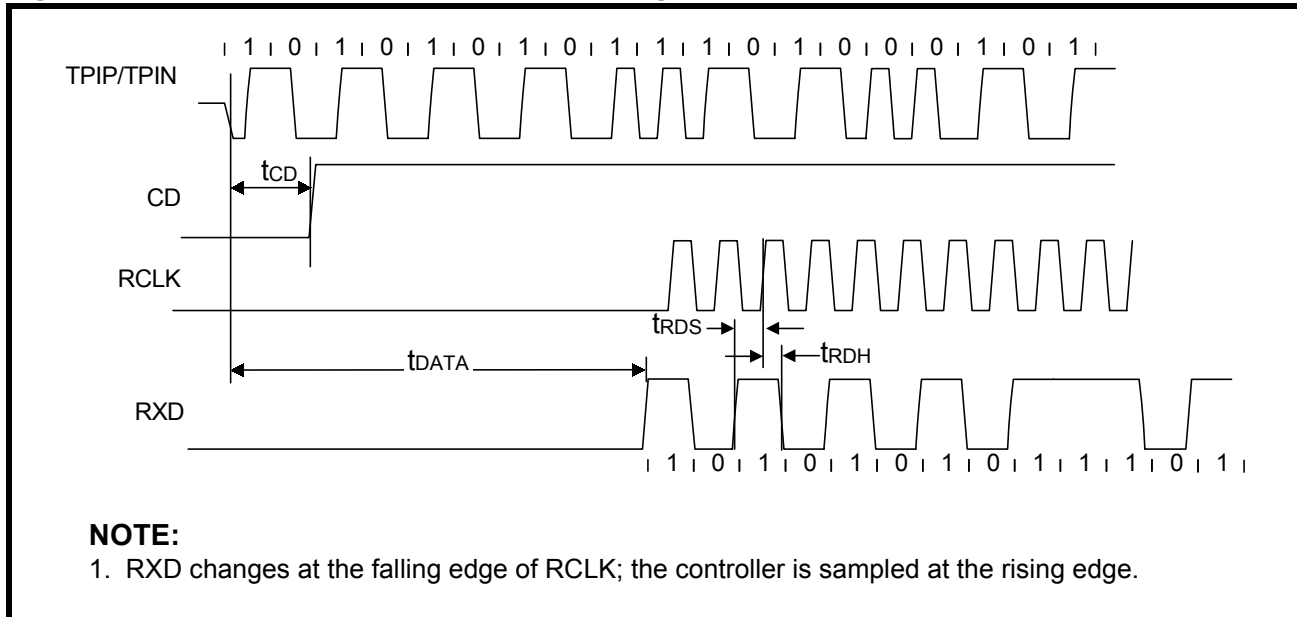 1 0 1 0 1 0 1 0 1 1 1 0 1 0 0 0 1 0 1
TPIP/TPIN
tCD
CD
RCLK
tRDS
tRDH
tDATA
RXD
1 0 1 0 1 0 1 0 1 1 1 0 1
NOTE:
1. RXD changes at the falling edge of RCLK; the controller is sampled at the rising edge.